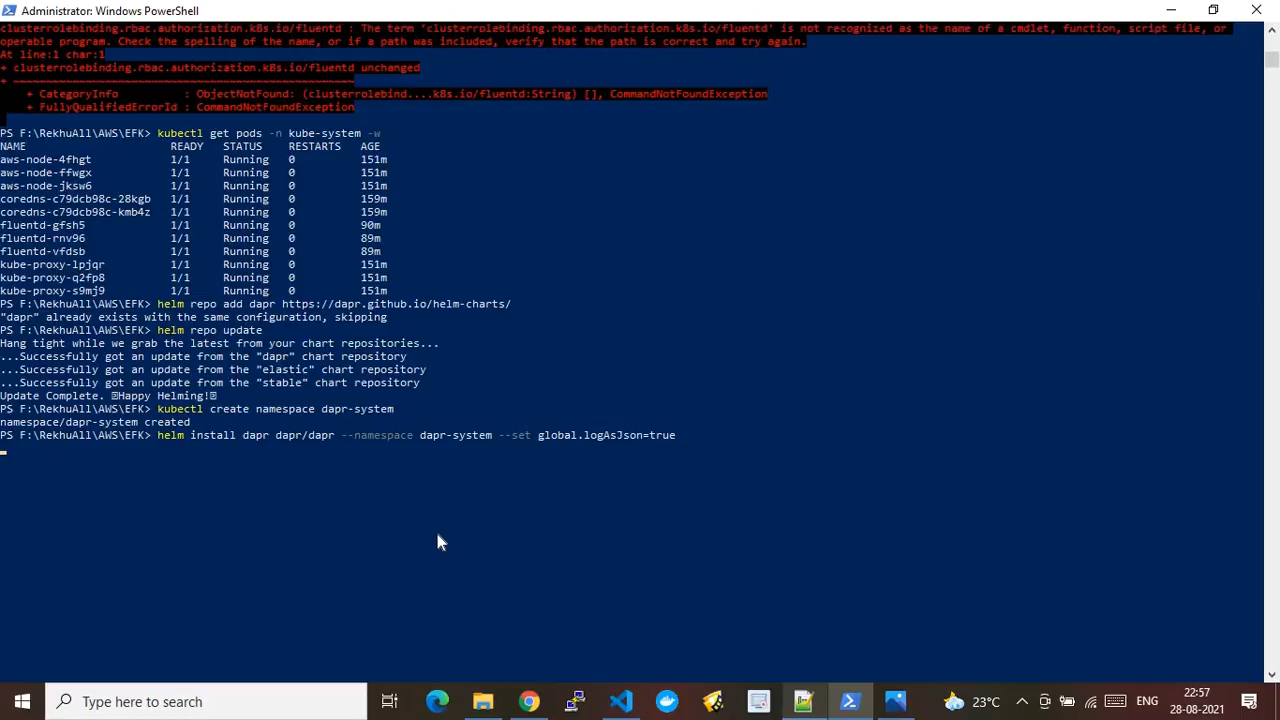 Administrator: Windows PowerShell
clusterrolebinding.rbac.authorization.k8s.io/fluentd : The term 'clusterrolebinding.rbac.authorization.k8s.io/fluentd' is not recognized as the name of a cmdlet, function, script file, or
operable program. Check the spelling of the name, or if a path was included, verify that the path is correct and try again.
At line:1 char:1
+ clusterrolebinding.rbac.authorization.k8s.io/fluentd unchanged
+ ~~~~~~~~~~~~~~~~~~~~~~~~~~~~~~~~~~~~~~~~~~~~~~~~~~~~
+ CategoryInfo : ObjectNotFound: (clusterrolebind....k8s.io/fluentd:String) [], CommandNotFoundException
+ FullyQualifiedErrorId : CommandNotFoundException
PS F:\RekhuAll\AWS\EFK> kubectl get pods -n kube-system -w
NAME READY STATUS RESTARTS AGE
aws-node-4fhgt 1/1 Running 0 151m
aws-node-ffwgx 1/1 Running 0 151m
aws-node-jksw6 1/1 Running 0 151m
coredns-c79dcb98c-28kgb 1/1 Running 0 159m
coredns-c79dcb98c-kmb4z 1/1 Running 0 159m
fluentd-gfsh5 1/1 Running 0 90m
fluentd-rnv96 1/1 Running 0 89m
fluentd-vfdsb 1/1 Running 0 89m
kube-proxy-lpjqr 1/1 Running 0 151m
kube-proxy-q2fp8 1/1 Running 0 151m
kube-proxy-s9mj9 1/1 Running 0 151m
PS F:\RekhuAll\AWS\EFK> helm repo add dapr https://dapr.github.io/helm-charts/
"dapr" already exists with the same configuration, skipping
PS F:\RekhuAll\AWS\EFK> helm repo update
Hang tight while we grab the latest from your chart repositories...
...Successfully got an update from the "dapr" chart repository
...Successfully got an update from the "elastic" chart repository
...Successfully got an update from the "stable" chart repository
Update Complete. Happy Helming!
PS F:\RekhuAll\AWS\EFK> kubectl create namespace dapr-system
namespace/dapr-system created
PS F:\RekhuAll\AWS\EFK> helm install dapr dapr/dapr --namespace dapr-system --set global.logAsJson=true
Type here to search
23°C
ENG
22:57
28-08-2021